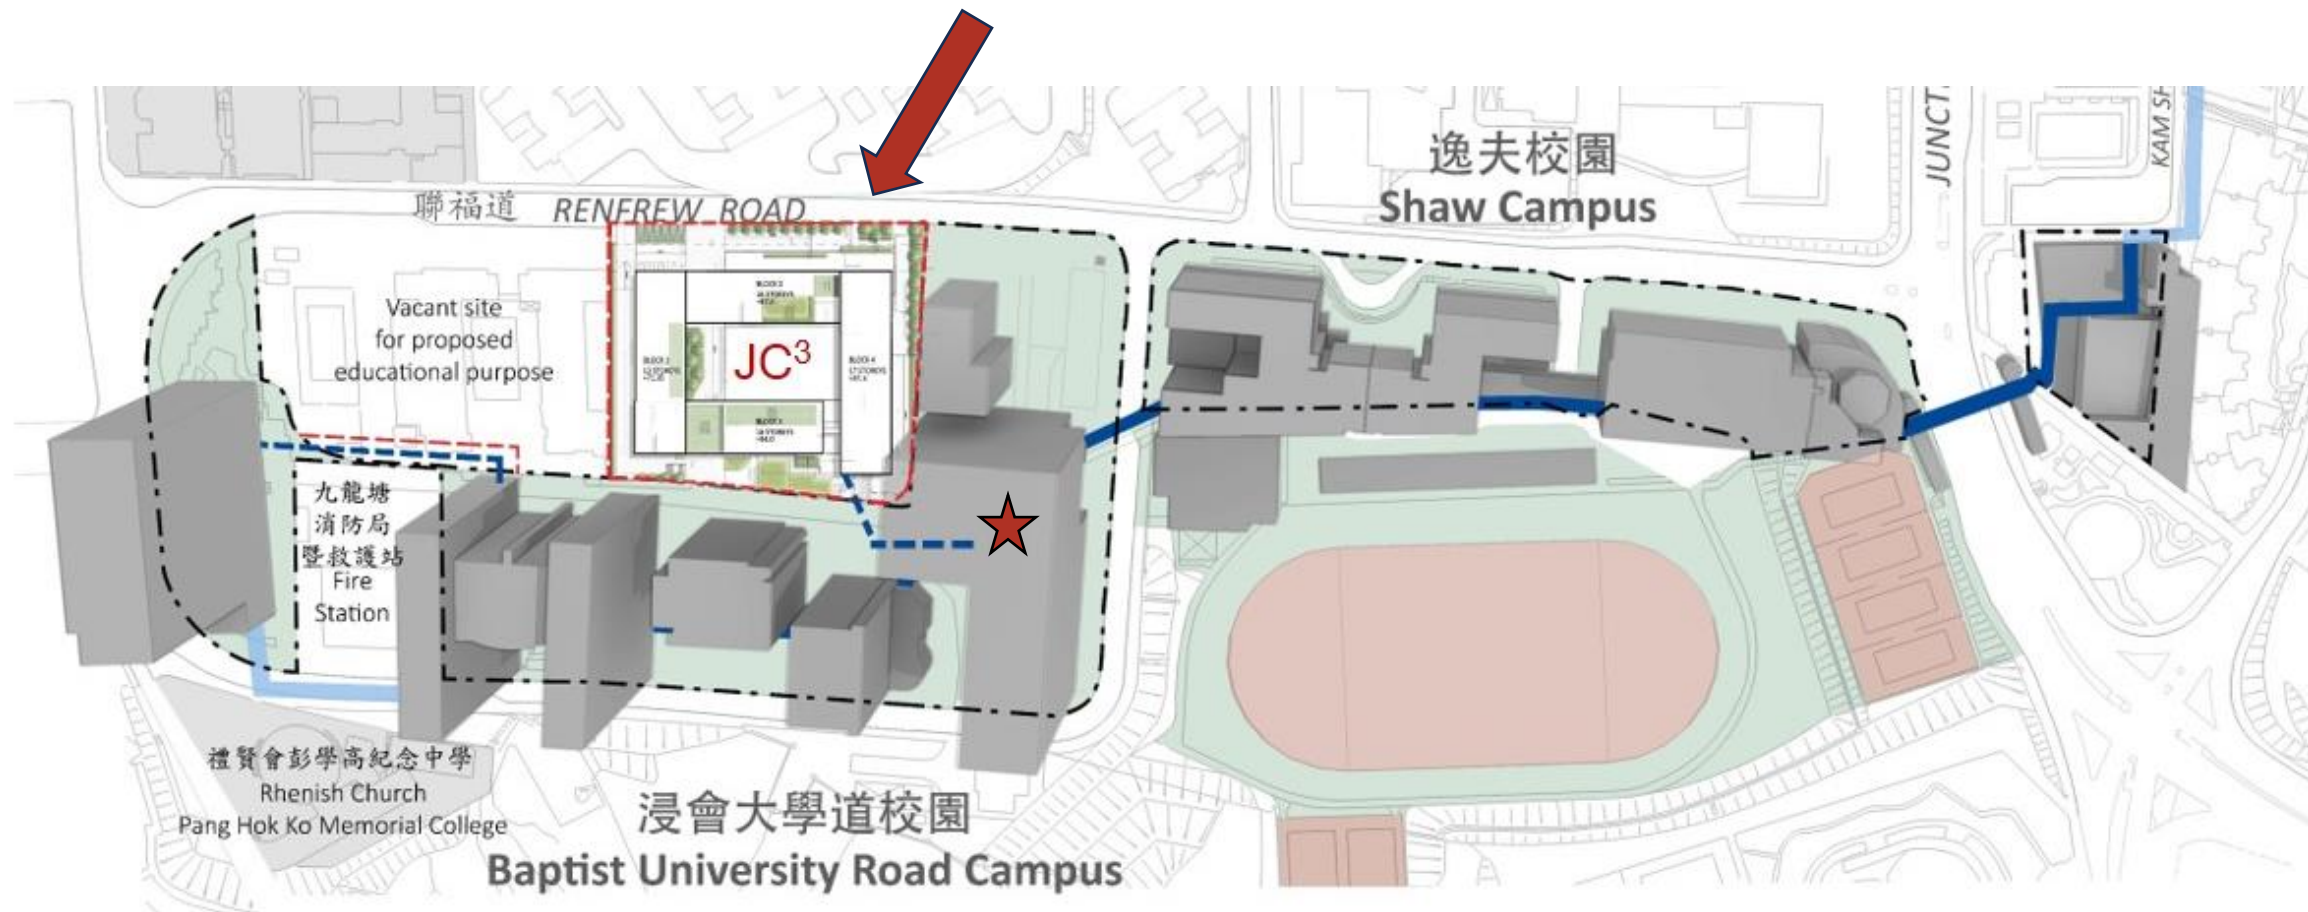 逸夫校園
Shaw Campus
JUNCT
KAM SH
聯福道 RENFREW ROAD
Vacant site
for proposed
educational purpose
JC³
九龍塘
消防局
暨救護站
Fire
Station
禮賢會彭學高紀念中學
Rhenish Church
Pang Hok Ko Memorial College
浸會大學道校園
Baptist University Road Campus